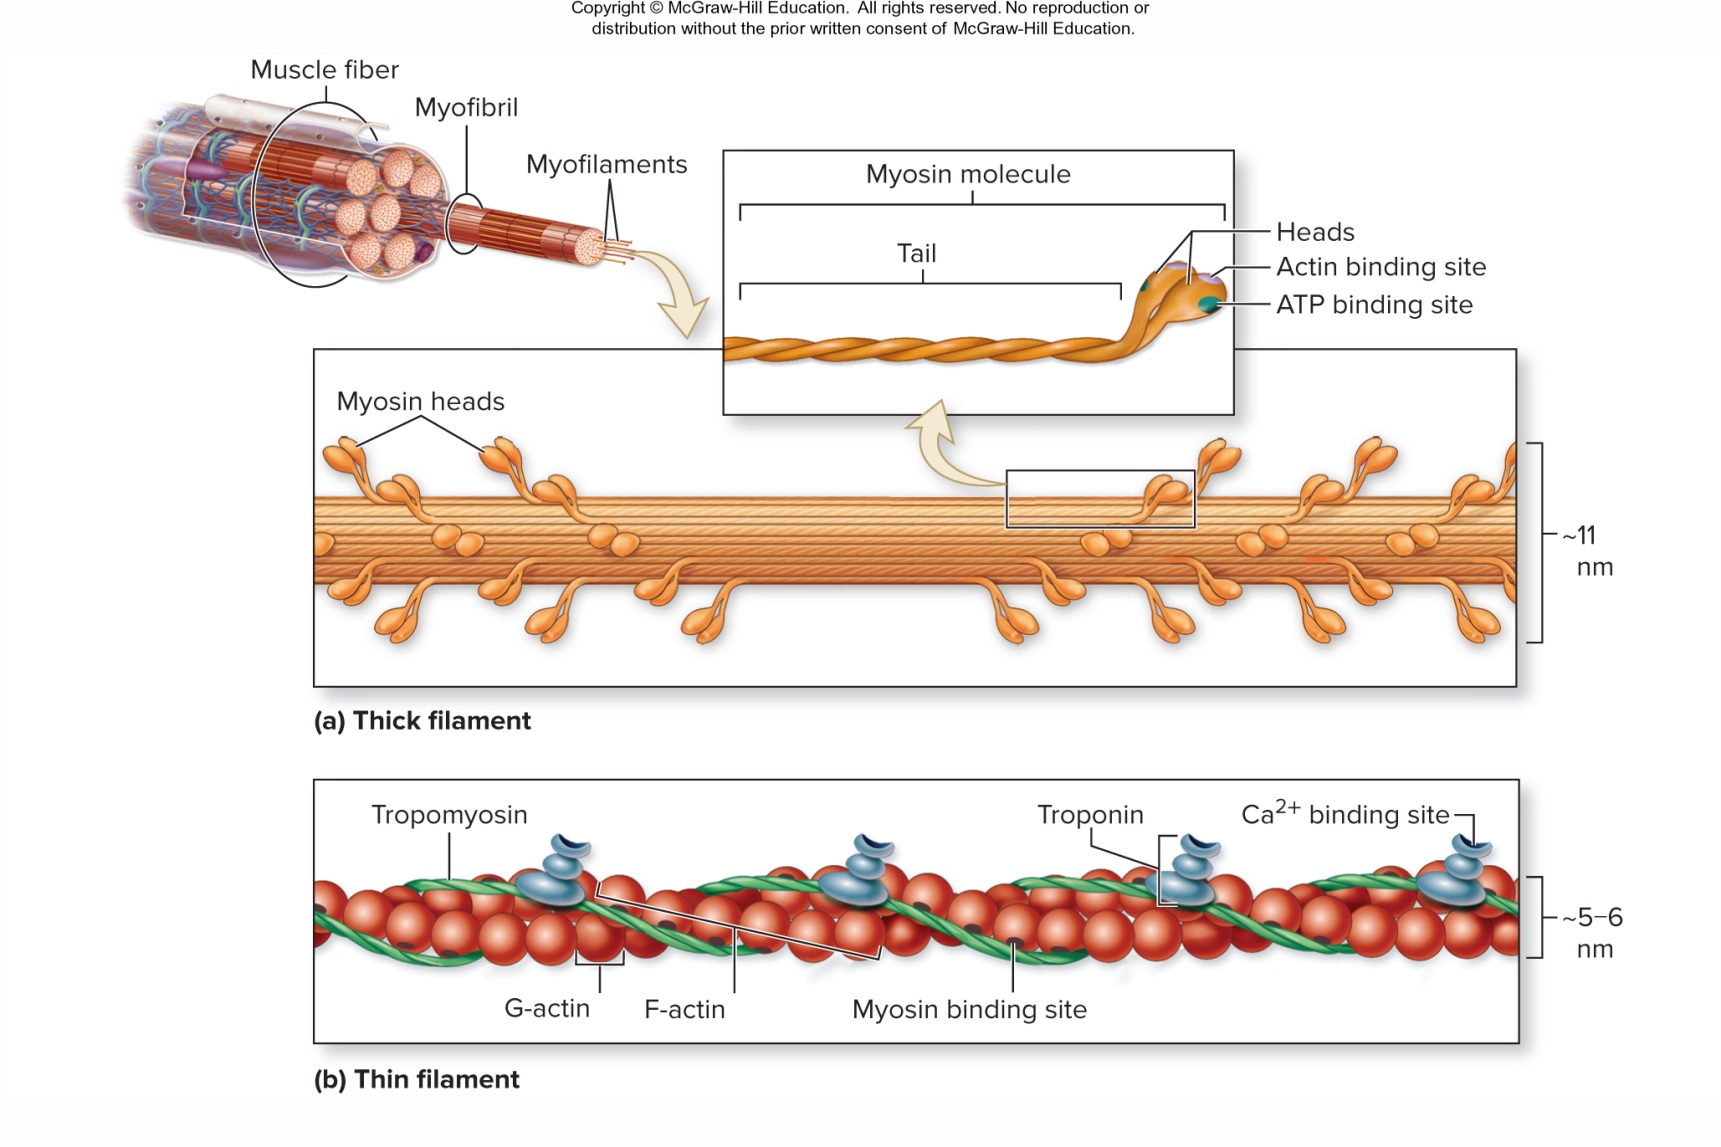 Copyright © McGraw-Hill Education. All rights reserved. No reproduction or
distribution without the prior written consent of McGraw-Hill Education.
Muscle fiber
Myofibril
Myofilaments
Myosin molecule
Tail
Heads
Actin binding site
ATP binding site
Myosin heads
~11
nm
(a) Thick filament
Tropomyosin
Troponin
Ca²⁺ binding site
~5–6
nm
G-actin
F-actin
Myosin binding site
(b) Thin filament